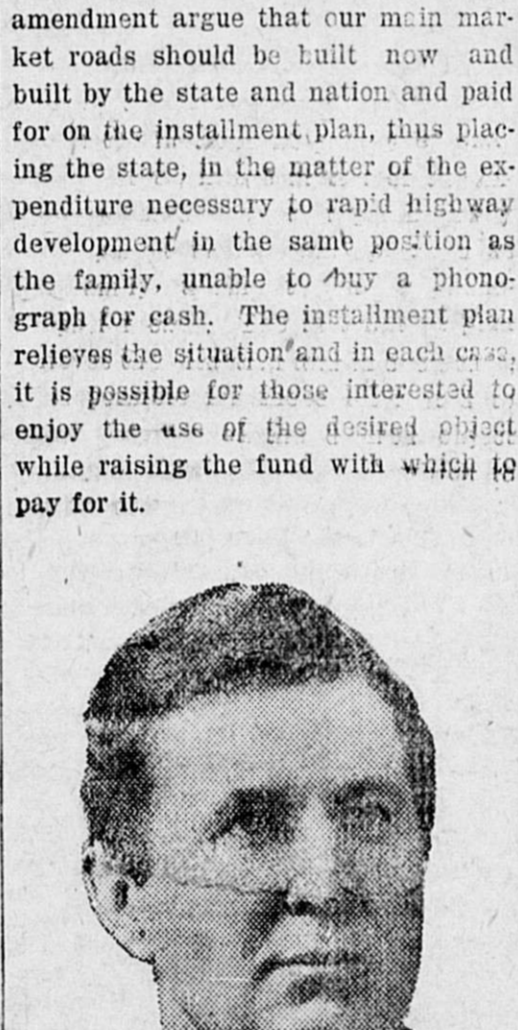 amendment argue that our main mar-
ket roads should be built now and
built by the state and nation and paid
for on the installment plan, thus plac-
ing the state, in the matter of the ex-
penditure necessary to rapid highway
development in the same position as
the family, unable to buy a phono-
graph for cash. The installment plan
relieves the situation and in each case,
it is possible for those interested to
enjoy the use of the desired object
while raising the fund with which to
pay for it.